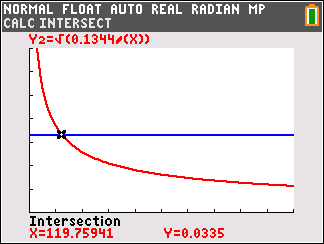 NORMAL FLOAT AUTO REAL RADIAN MP
CALC INTERSECT
Y₂=√(0.1344/(X))
Intersection
X=119.75941 Y=0.0335